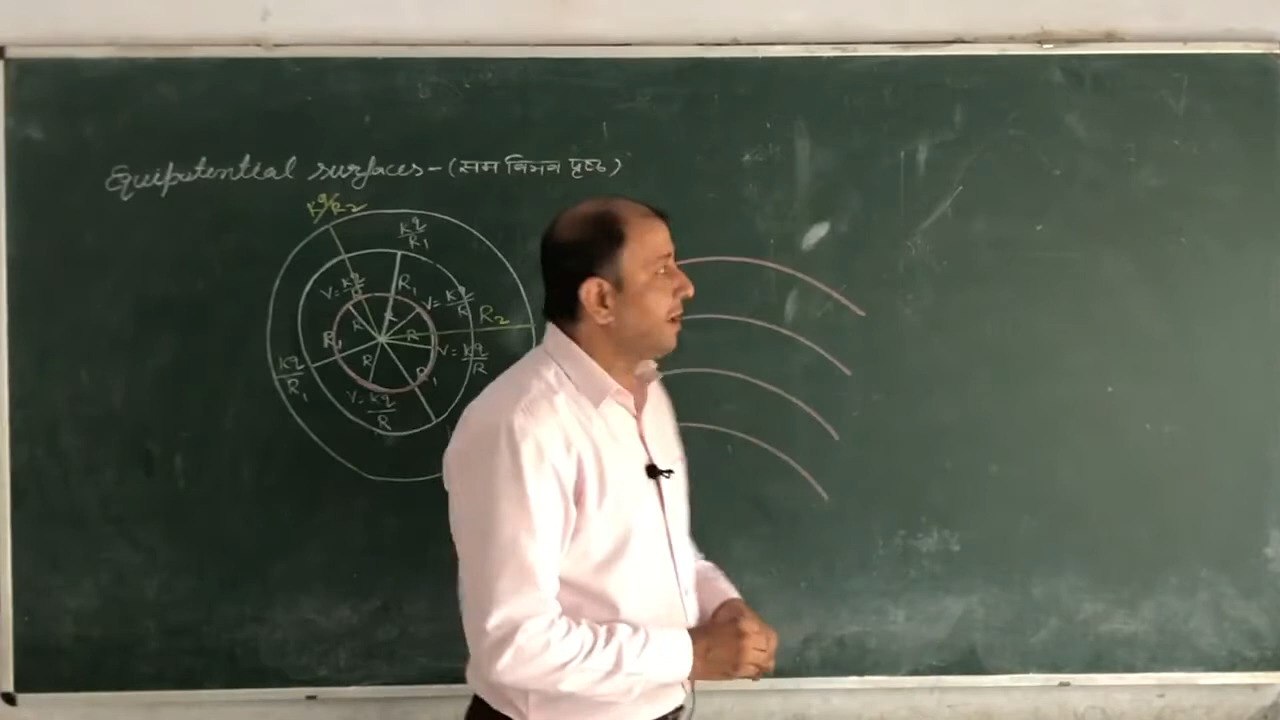 Equipotential surfaces - (सम विभव पृष्ठ)
Kq/R2
Kq/R1
V=Kq/R
R1
V=Kq/R
R
R
R2
R1
R
R
V=Kq/R
Kq/R1
R1
V=Kq/R